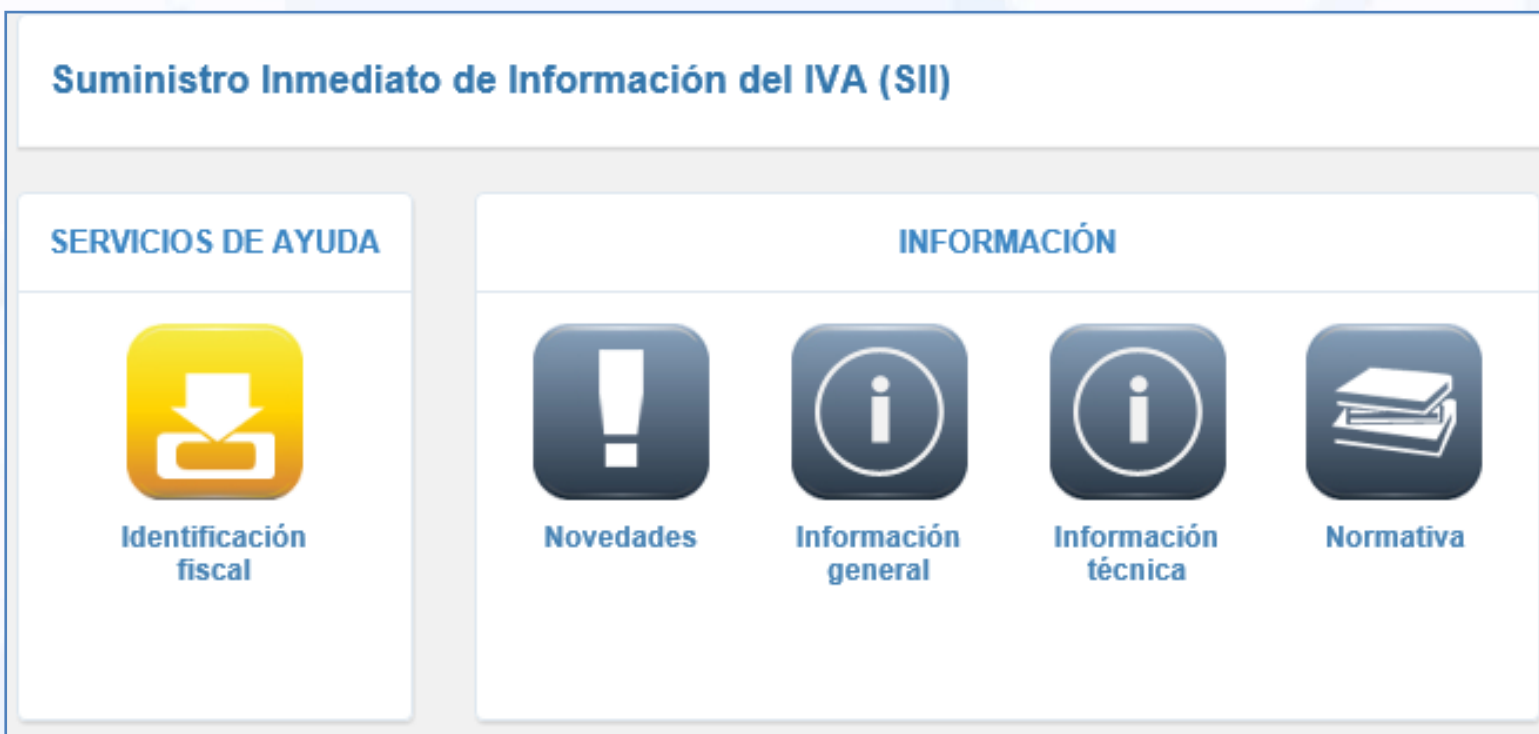 Suministro Inmediato de Información del IVA (SII)
SERVICIOS DE AYUDA
Identificación
fiscal
INFORMACIÓN
Novedades
Información
general
Información
técnica
Normativa